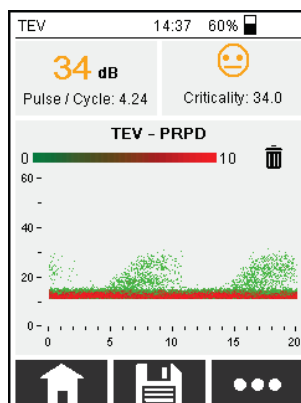 TEV 14:37 60%
34 dB
Pulse / Cycle: 4.24
Criticality: 34.0
TEV - PRPD
0 10
60
40
20
0
0 5 10 15 20